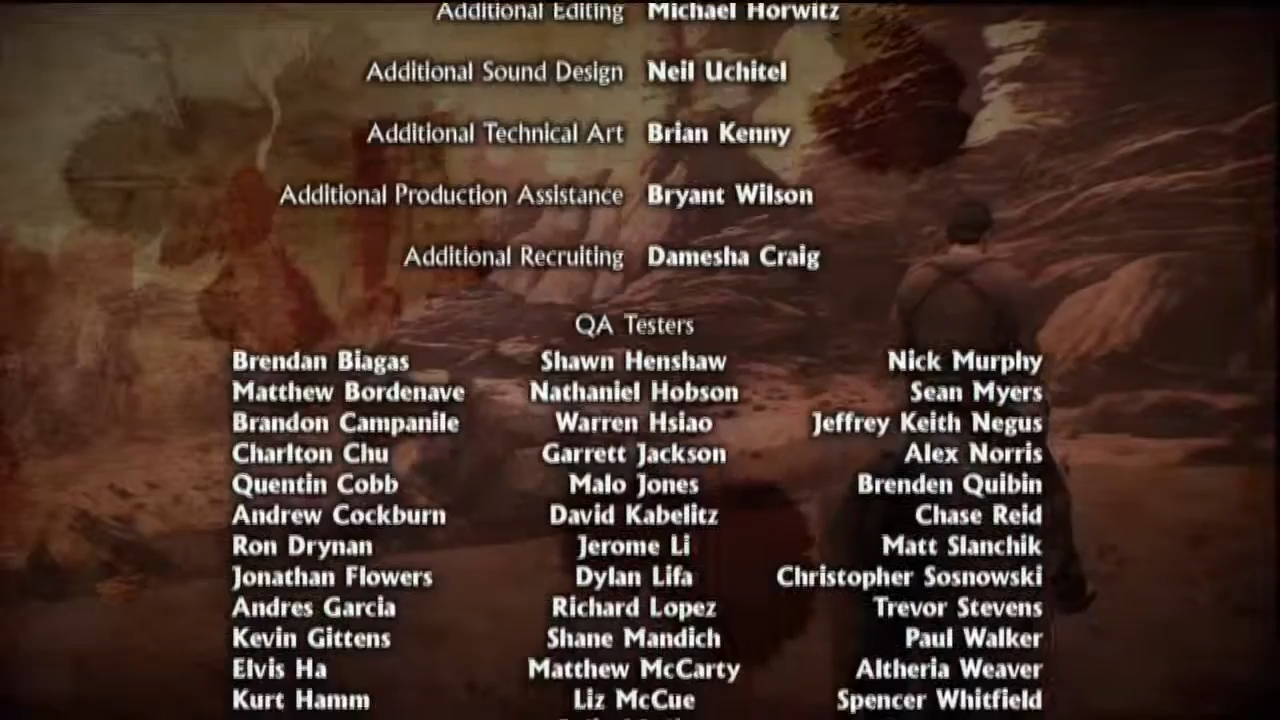 Additional Editing Michael Horwitz
Additional Sound Design Neil Uchitel
Additional Technical Art Brian Kenny
Additional Production Assistance Bryant Wilson
Additional Recruiting Damesha Craig
QA Testers
Brendan Biagas Shawn Henshaw Nick Murphy
Matthew Bordenave Nathaniel Hobson Sean Myers
Brandon Campanile Warren Hsiao Jeffrey Keith Negus
Charlton Chu Garrett Jackson Alex Norris
Quentin Cobb Malo Jones Brenden Quibin
Andrew Cockburn David Kabelitz Chase Reid
Ron Drynan Jerome Li Matt Slanchik
Jonathan Flowers Dylan Lifa Christopher Sosnowski
Andres Garcia Richard Lopez Trevor Stevens
Kevin Gittens Shane Mandich Paul Walker
Elvis Ha Matthew McCarty Altheria Weaver
Kurt Hamm Liz McCue Spencer Whitfield